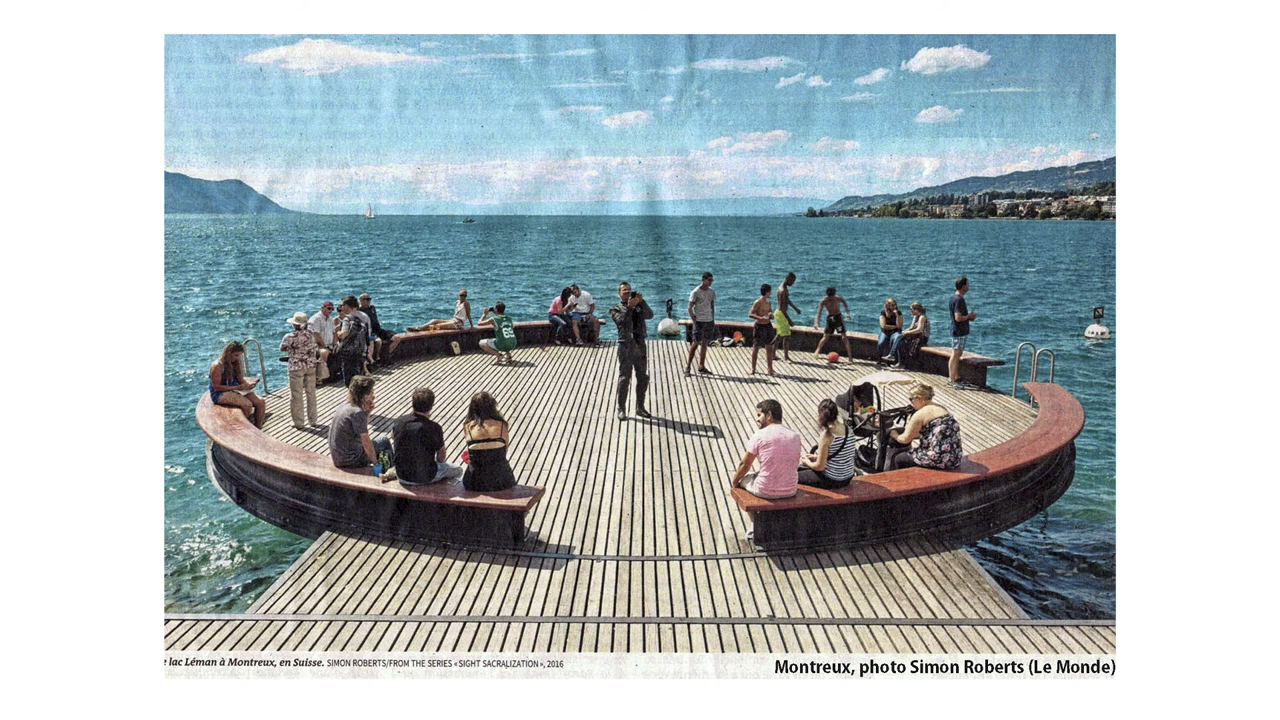 e lac Léman à Montreux, en Suisse. SIMON ROBERTS/FROM THE SERIES « SIGHT SACRALIZATION », 2016
Montreux, photo Simon Roberts (Le Monde)
69